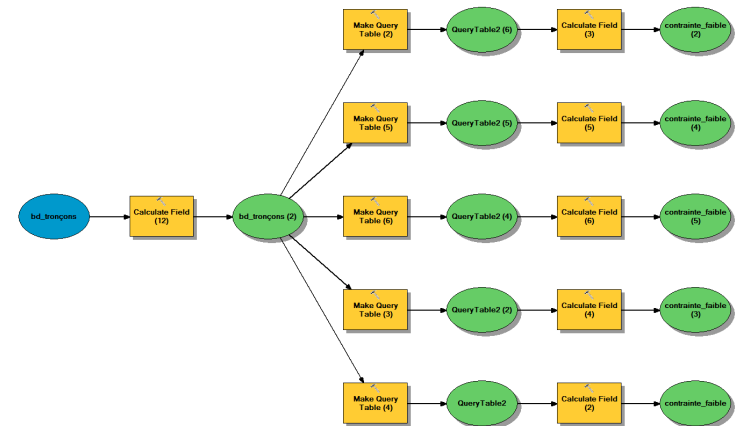 Make Query
Table (2)
QueryTable2 (6)
Calculate Field
(3)
contrainte_faible
(2)
Make Query
Table (5)
QueryTable2 (5)
Calculate Field
(5)
contrainte_faible
(4)
bd_tronçons
Calculate Field
(12)
bd_tronçons (2)
Make Query
Table (6)
QueryTable2 (4)
Calculate Field
(6)
contrainte_faible
(5)
Make Query
Table (3)
QueryTable2 (2)
Calculate Field
(4)
contrainte_faible
(3)
Make Query
Table (4)
QueryTable2
Calculate Field
(2)
contrainte_faible